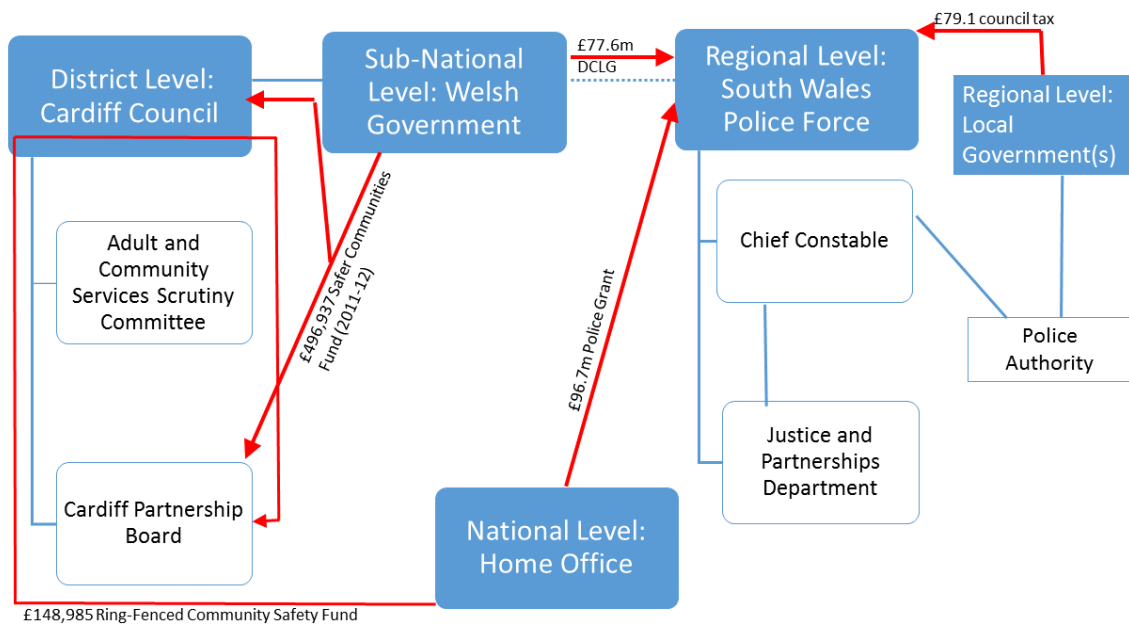 District Level:
Cardiff Council
Sub-National
Level: Welsh
Government
£77.6m
DCLG
Regional Level:
South Wales
Police Force
£79.1 council tax
Regional Level:
Local
Government(s)
Adult and
Community
Services Scrutiny
Committee
£496,937 Safer Communities
Fund (2011-12)
£96.7m Police Grant
Chief Constable
Police
Authority
Justice and
Partnerships
Department
Cardiff Partnership
Board
National Level:
Home Office
£148,985 Ring-Fenced Community Safety Fund